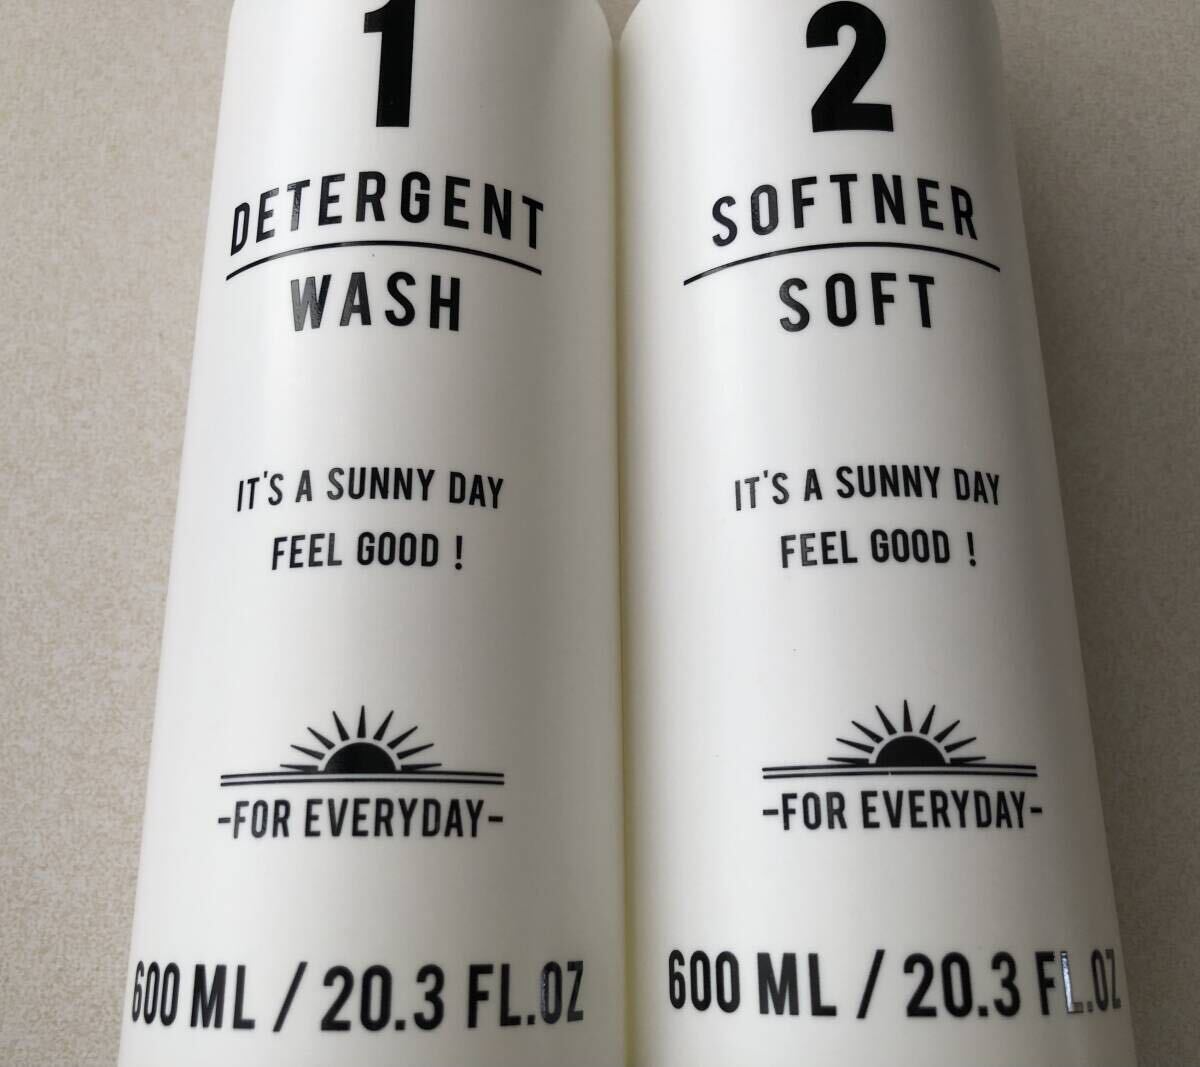 1
DETERGENT
WASH
IT'S A SUNNY DAY
FEEL GOOD !
-FOR EVERYDAY-
600 ML / 20.3 FL.OZ
2
SOFTNER
SOFT
IT'S A SUNNY DAY
FEEL GOOD !
-FOR EVERYDAY-
600 ML / 20.3 FL.OZ